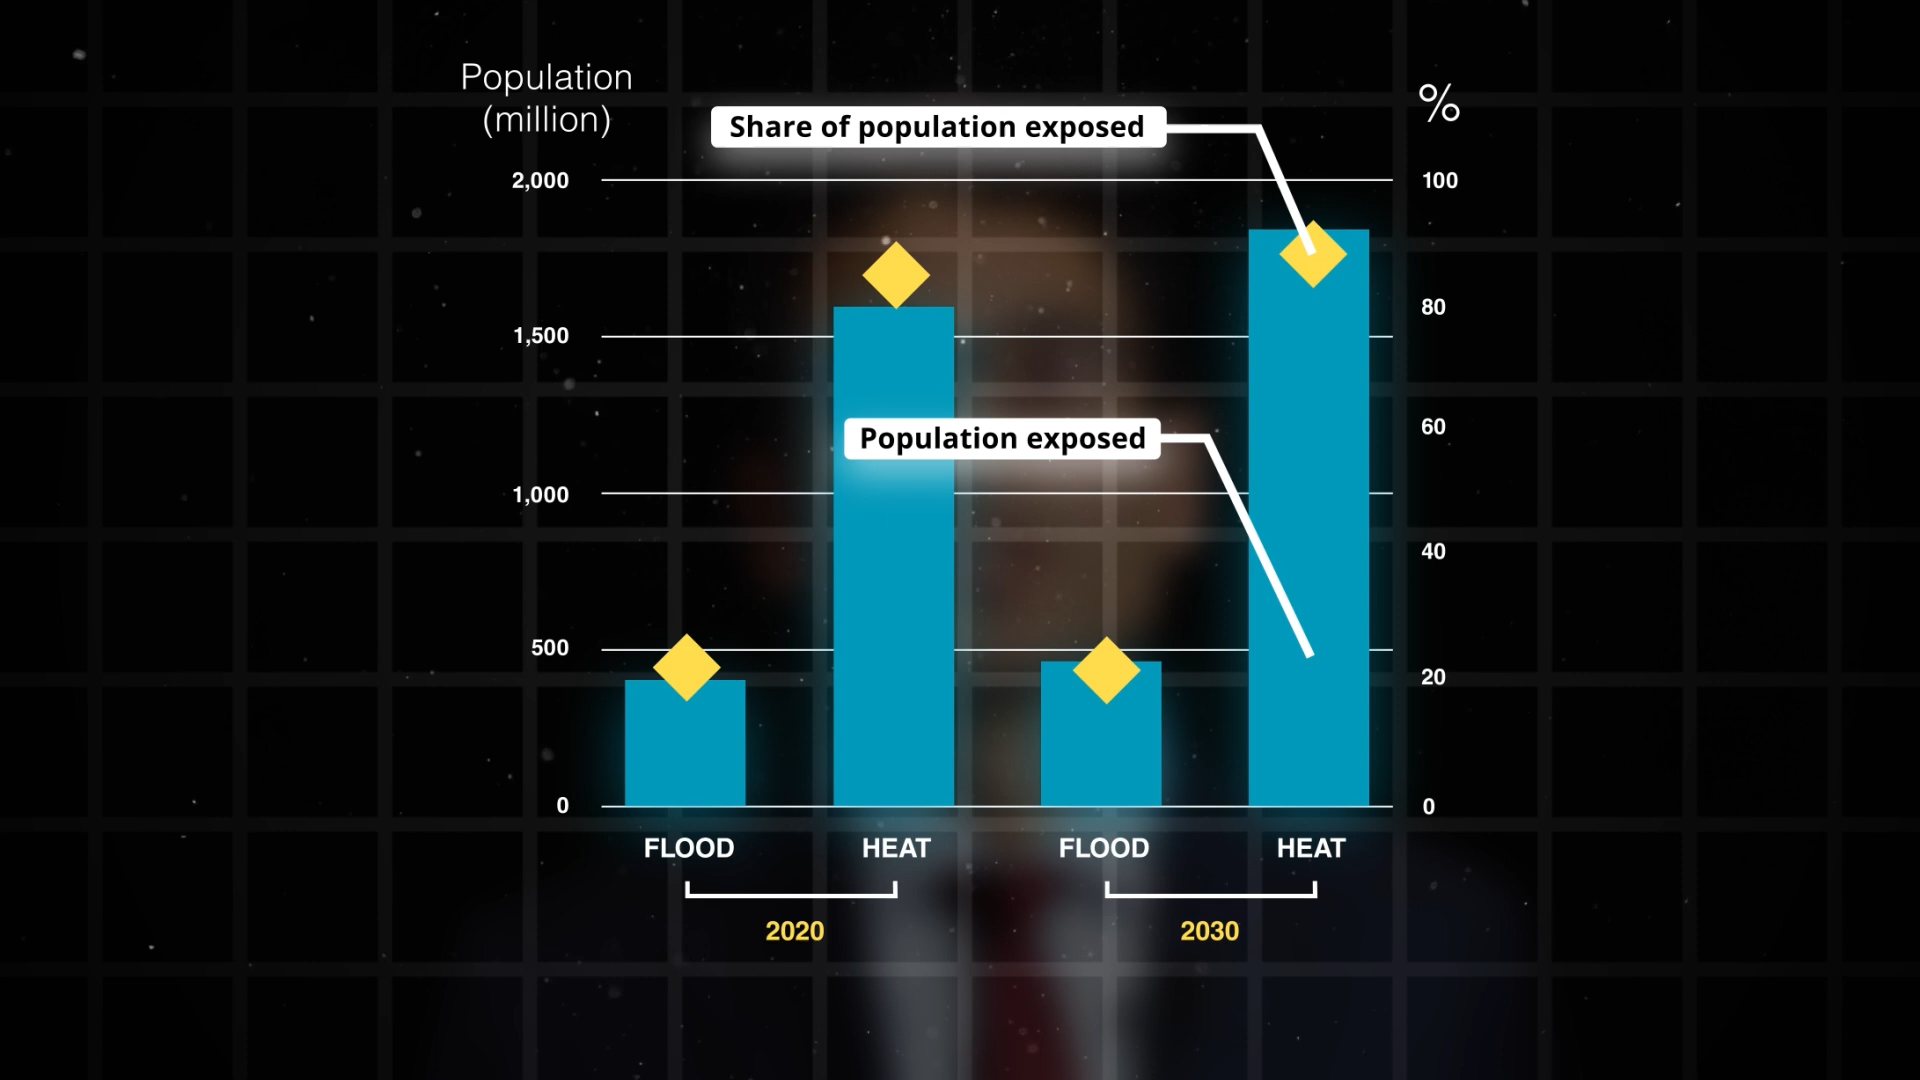 Population
(million)
%
Share of population exposed
2,000
100
80
1,500
60
Population exposed
1,000
40
500
20
0
0
FLOOD
HEAT
FLOOD
HEAT
2020
2030